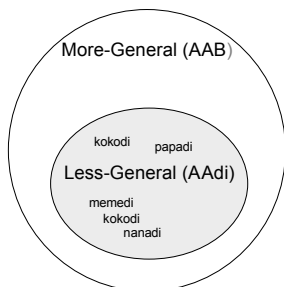 More-General (AAB)
kokodi
papadi
Less-General (AAdi)
memedi
kokodi
nanadi